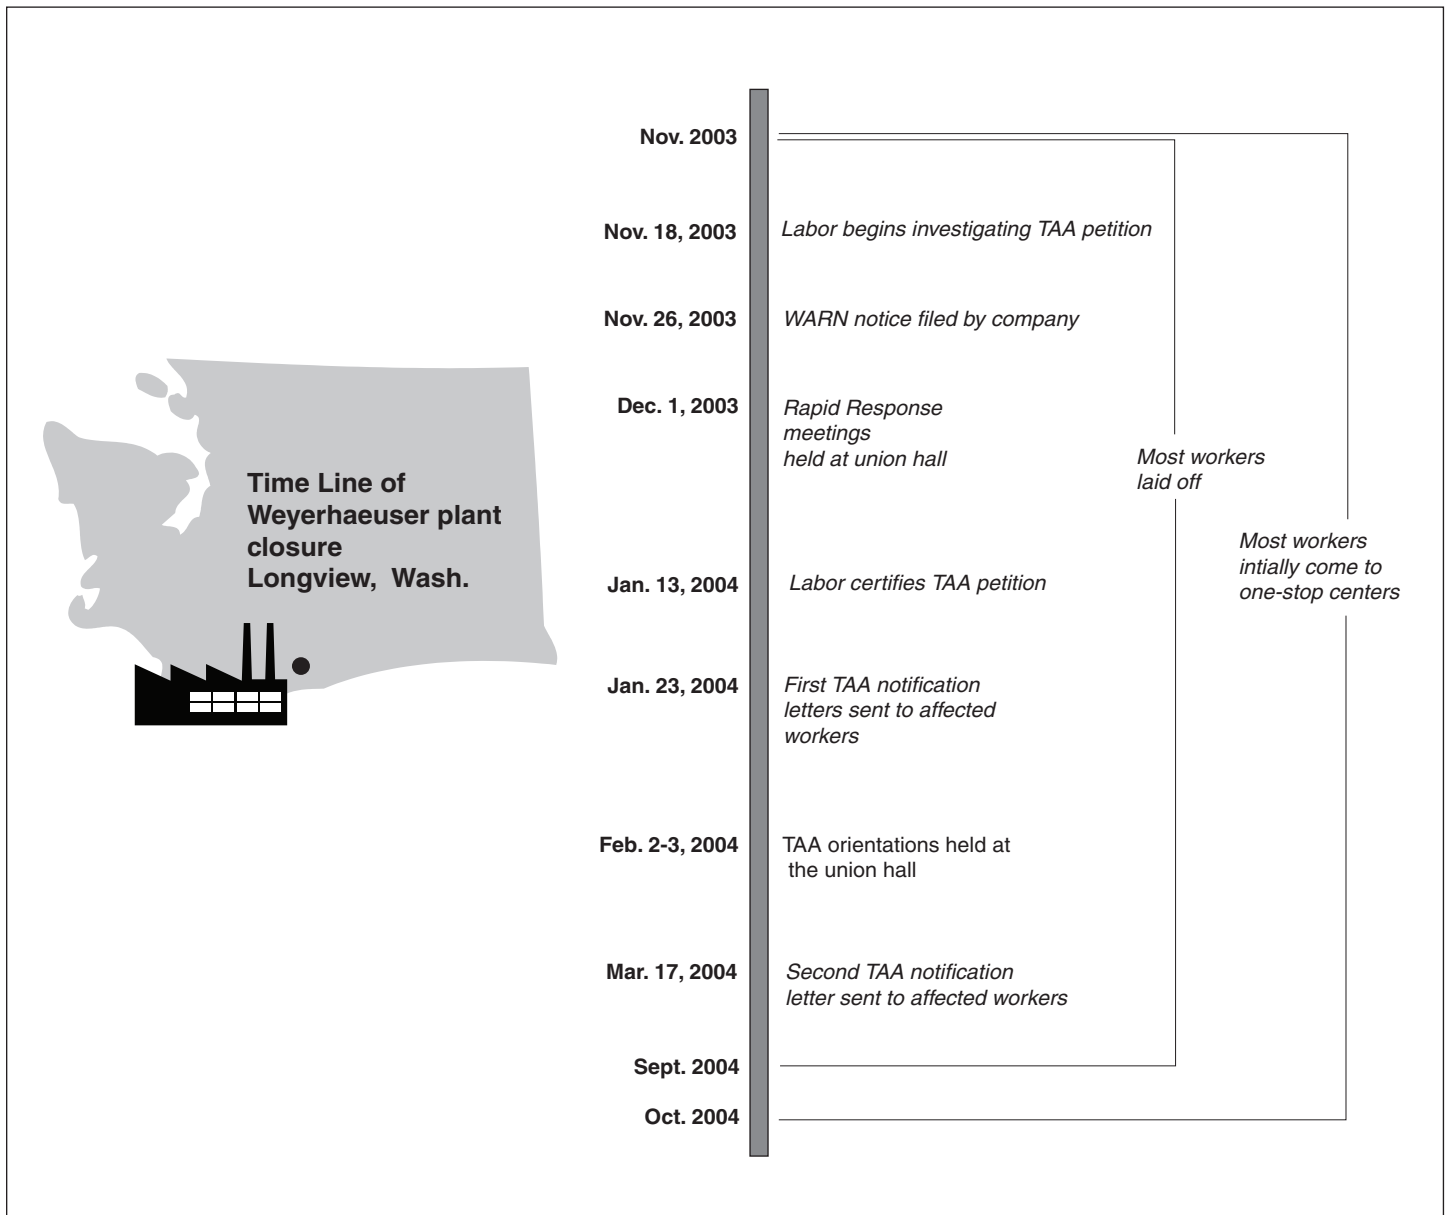 Time Line of
Weyerhaeuser plant
closure
Longview, Wash.
Nov. 2003
Nov. 18, 2003
Labor begins investigating TAA petition
Nov. 26, 2003
WARN notice filed by company
Dec. 1, 2003
Rapid Response
meetings
held at union hall
Jan. 13, 2004
Labor certifies TAA petition
Jan. 23, 2004
First TAA notification
letters sent to affected
workers
Feb. 2-3, 2004
TAA orientations held at
the union hall
Mar. 17, 2004
Second TAA notification
letter sent to affected workers
Sept. 2004
Oct. 2004
Most workers
laid off
Most workers
intially come to
one-stop centers